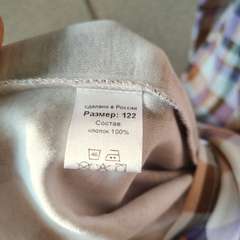 сделано в России
Размер: 122
Состав
хлопок 100%